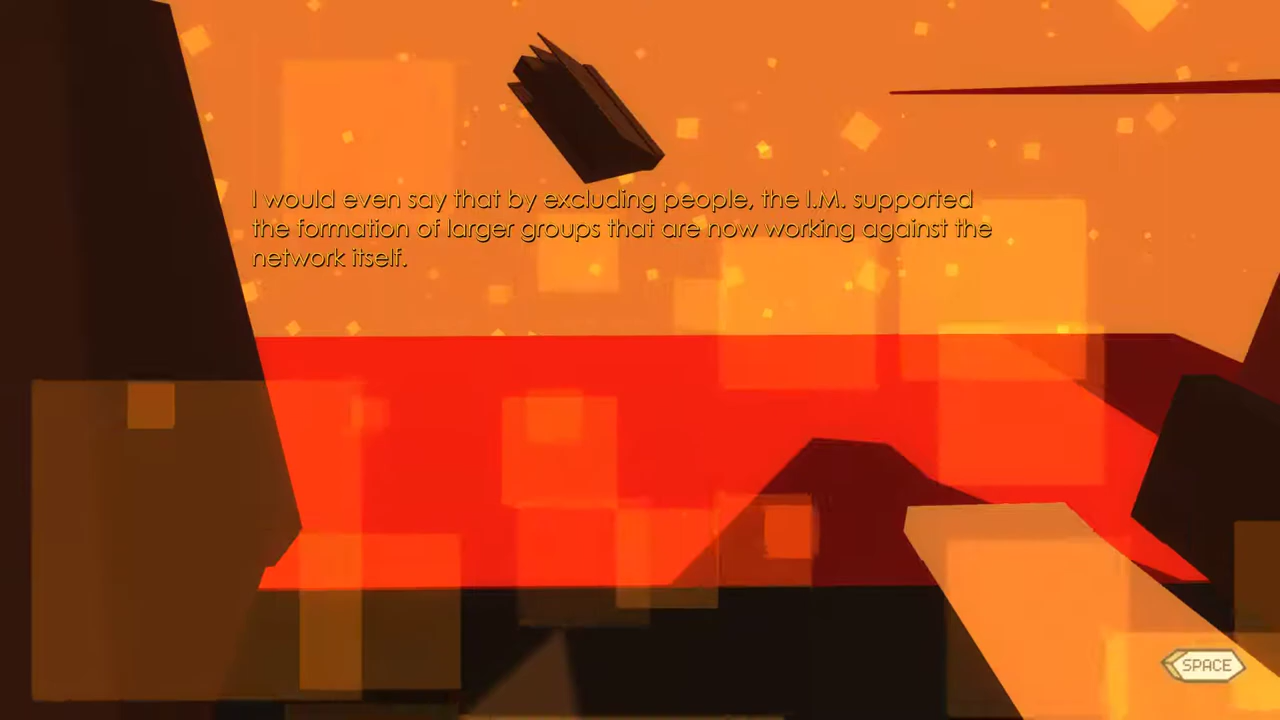 I would even say that by excluding people, the I.M. supported
the formation of larger groups that are now working against the
network itself.
SPACE